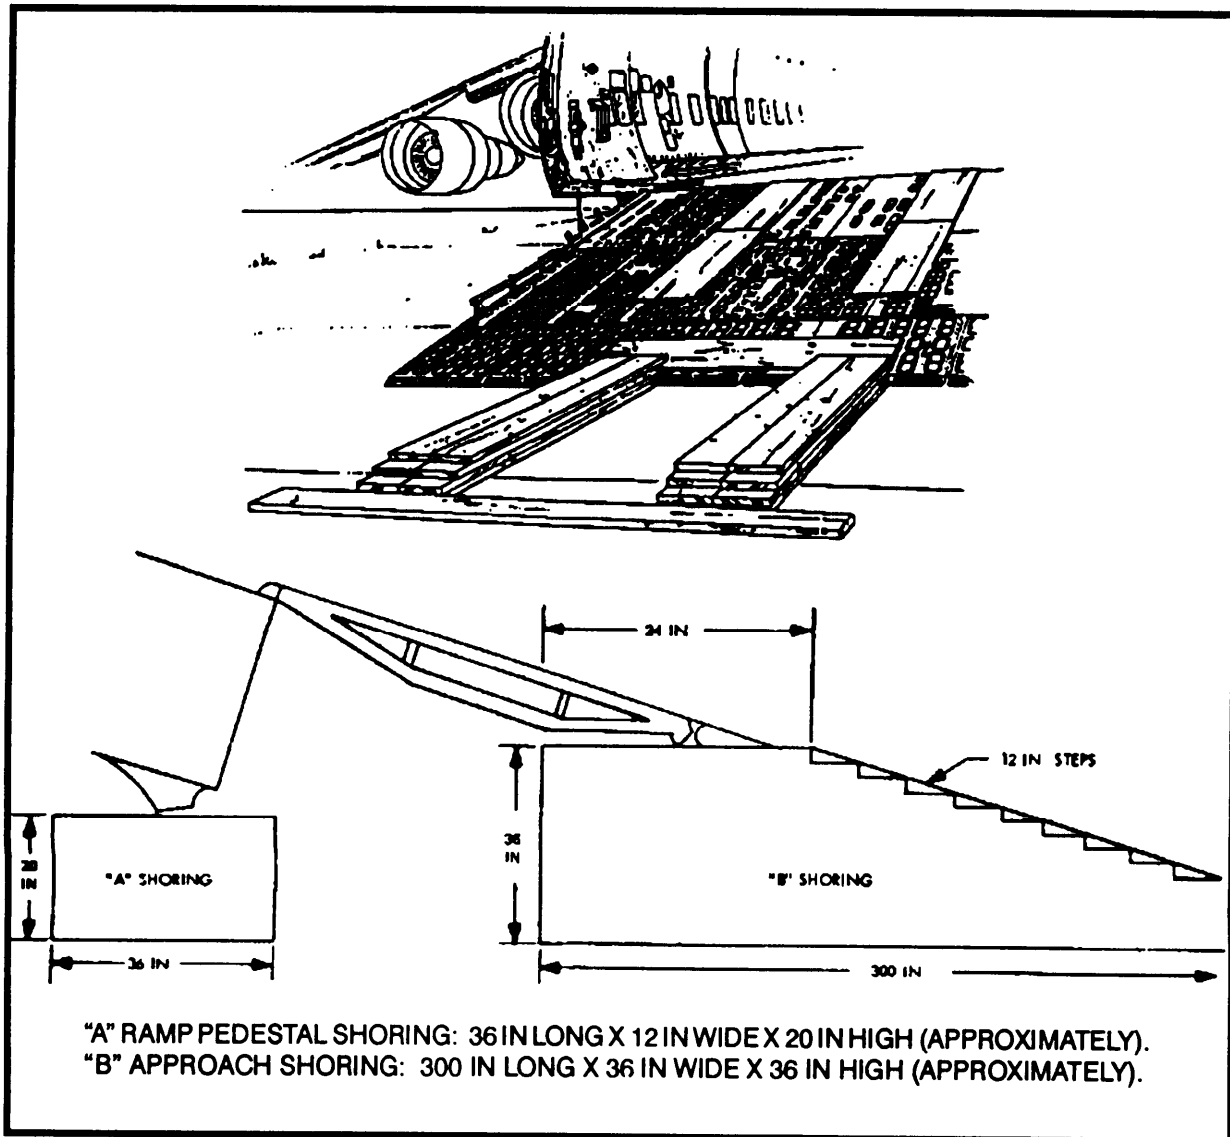 24 IN
12 IN STEPS
36
IN
20
IN
"A" SHORING
"B" SHORING
36 IN
300 IN
"A" RAMP PEDESTAL SHORING: 36 IN LONG X 12 IN WIDE X 20 IN HIGH (APPROXIMATELY).
"B" APPROACH SHORING: 300 IN LONG X 36 IN WIDE X 36 IN HIGH (APPROXIMATELY).